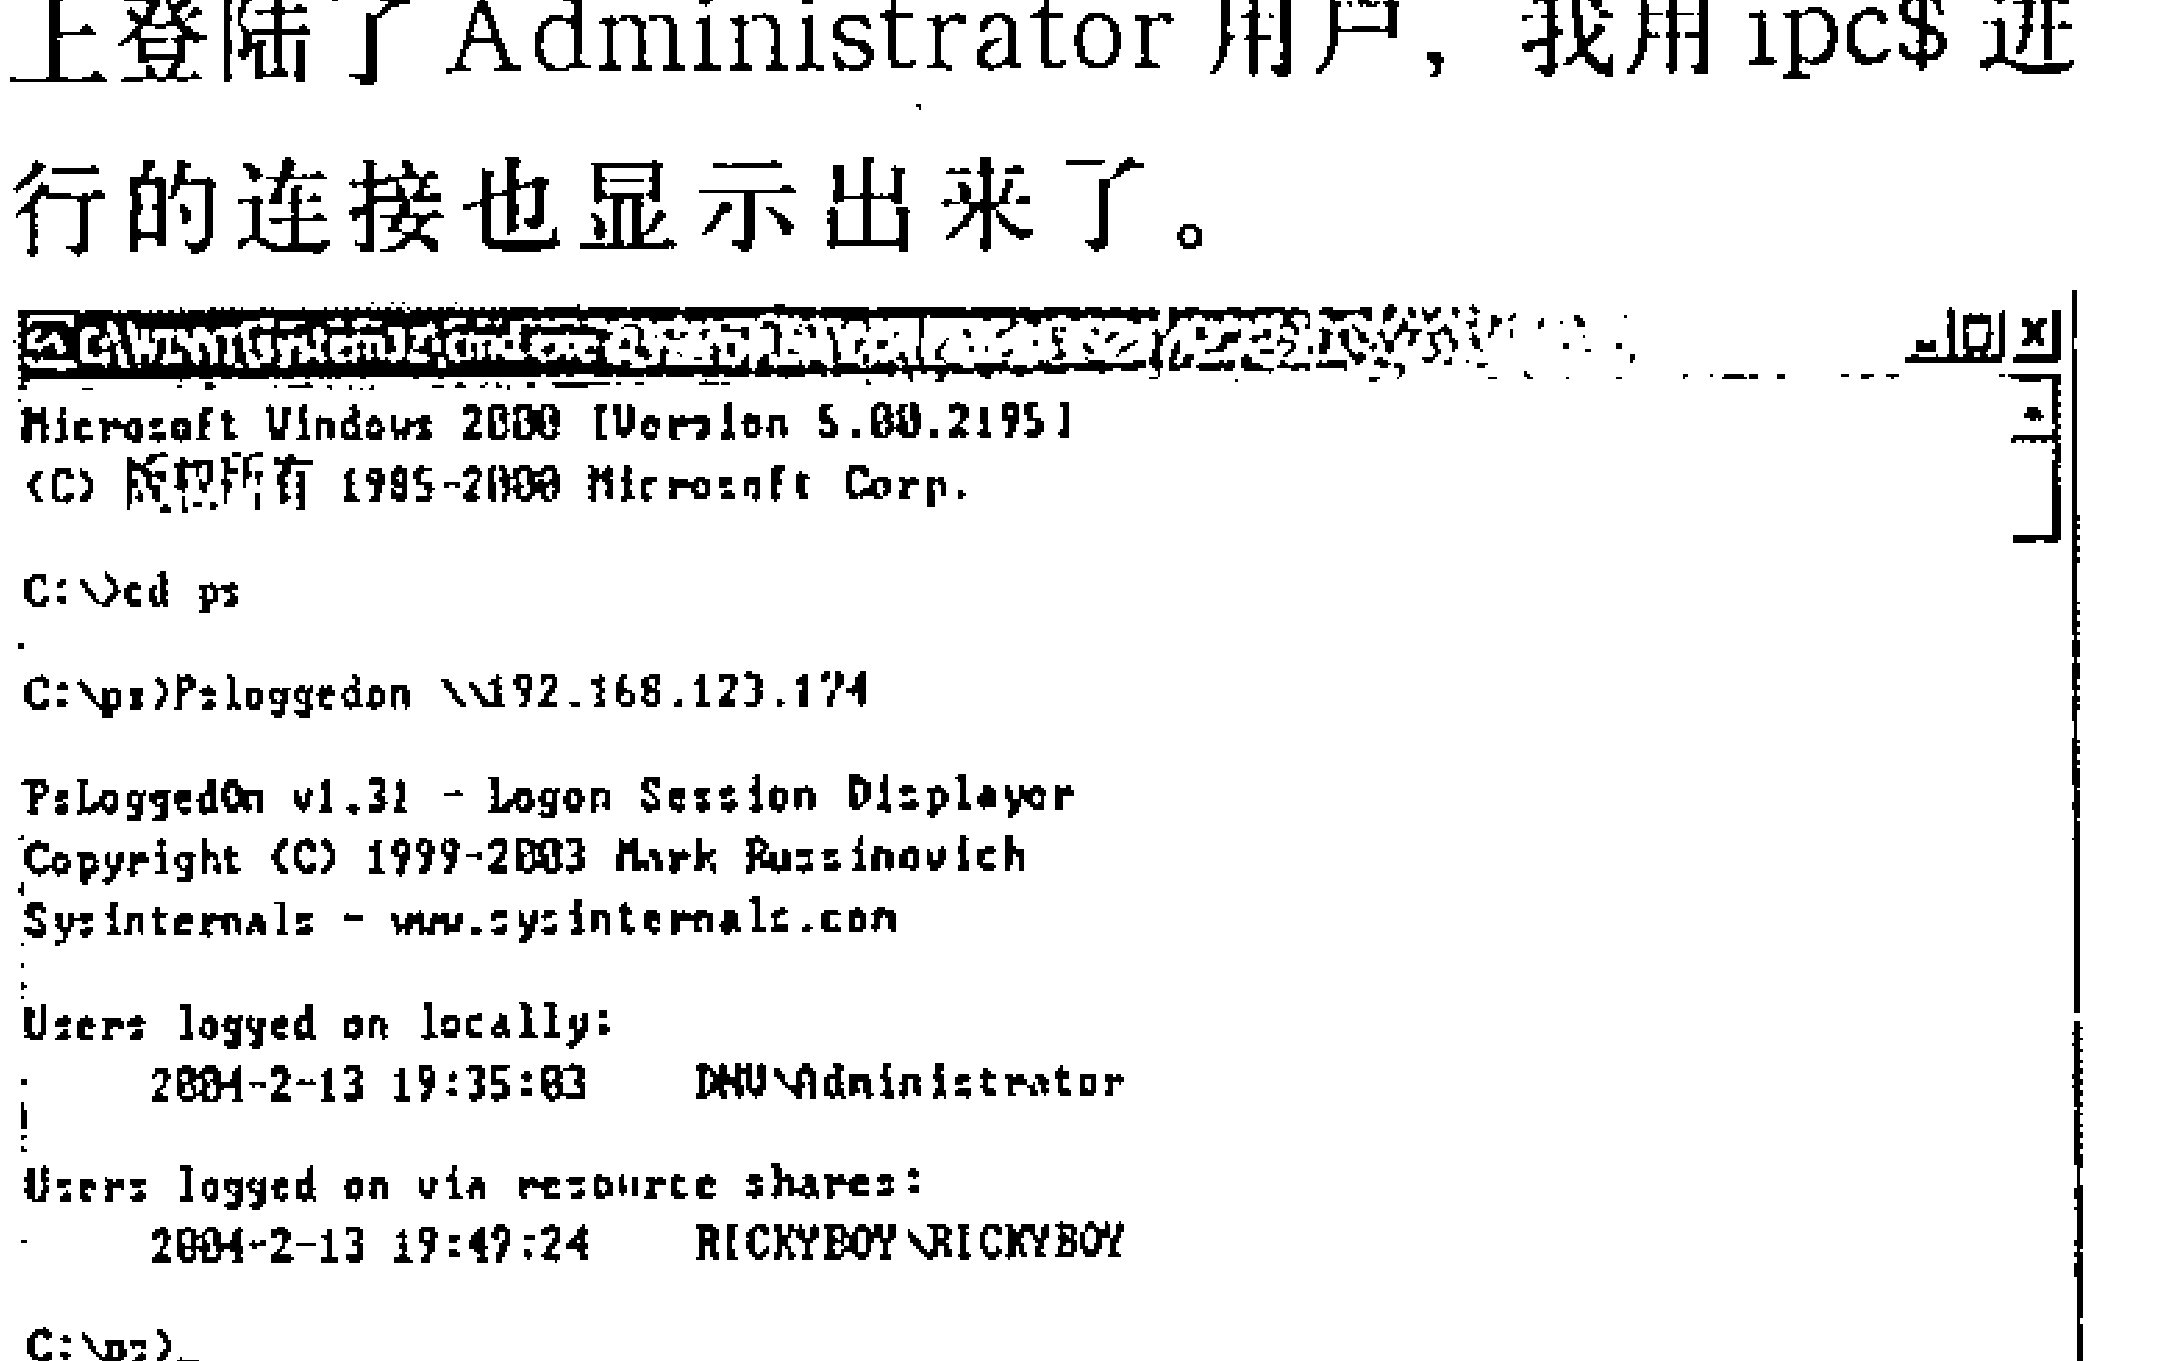 上登陆了 Administrator 用户，我用 ipc$ 进
行的连接也显示出来了。
Microsoft Windows 2000 [Version 5.00.2195]
(C) 版权所有 1985-2000 Microsoft Corp.
C:\>cd ps
C:\ps>Psloggedon \\192.168.123.174
PsLoggedOn v1.31 - Logon Session Displayer
Copyright (C) 1999-2003 Mark Russinovich
Sysinternals - www.sysinternals.com
Users logged on locally:
2004-2-13 19:35:03 DMV\Administrator
Users logged on via resource shares:
2004-2-13 19:49:24 RICKYBOY\RICKYBOY
C:\ps>_